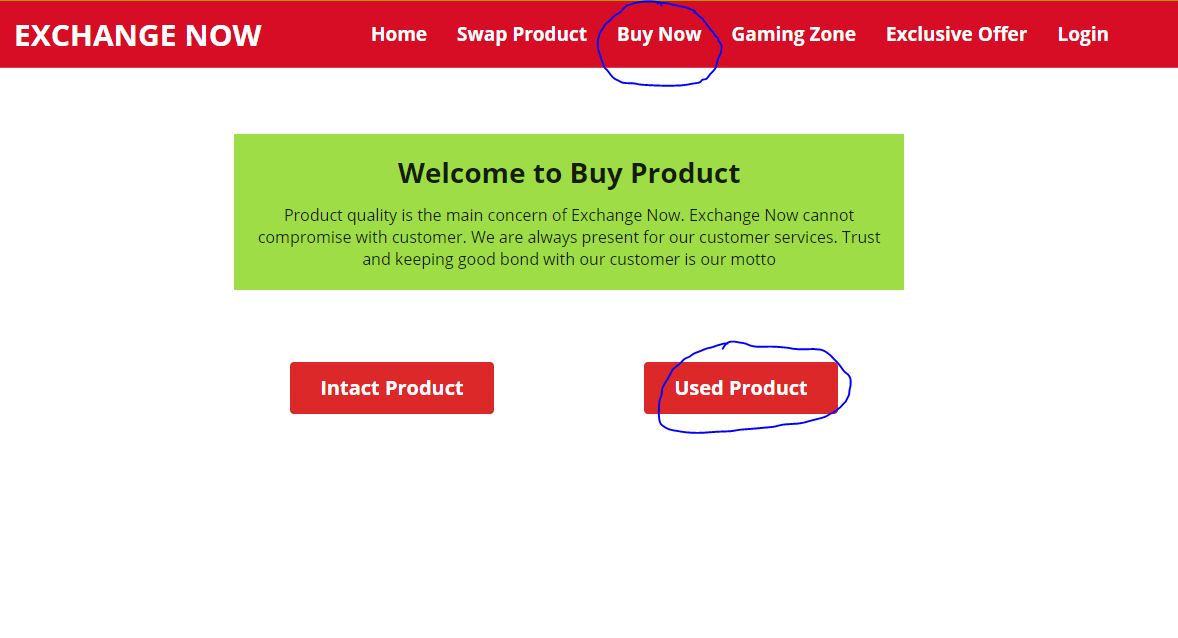 EXCHANGE NOW
Home Swap Product Buy Now Gaming Zone Exclusive Offer Login
Welcome to Buy Product
Product quality is the main concern of Exchange Now. Exchange Now cannot
compromise with customer. We are always present for our customer services. Trust
and keeping good bond with our customer is our motto
Intact Product
Used Product